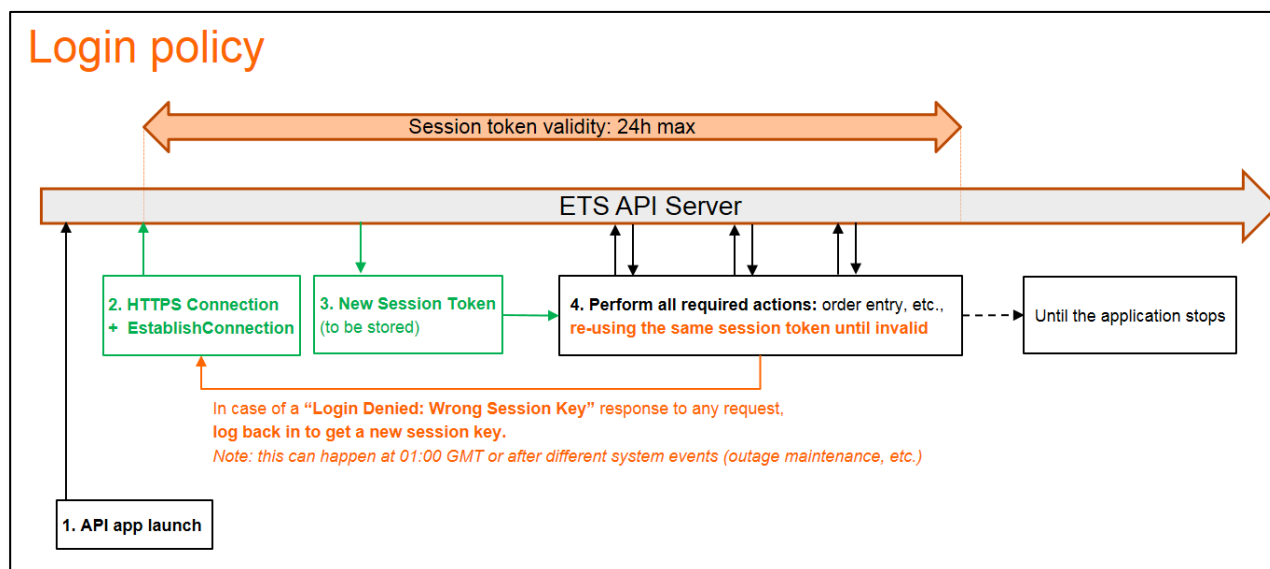 Login policy
Session token validity: 24h max
ETS API Server
2. HTTPS Connection
+ EstablishConnection
3. New Session Token
(to be stored)
4. Perform all required actions: order entry, etc.,
re-using the same session token until invalid
Until the application stops
In case of a “Login Denied: Wrong Session Key” response to any request,
log back in to get a new session key.
Note: this can happen at 01:00 GMT or after different system events (outage maintenance, etc.)
1. API app launch